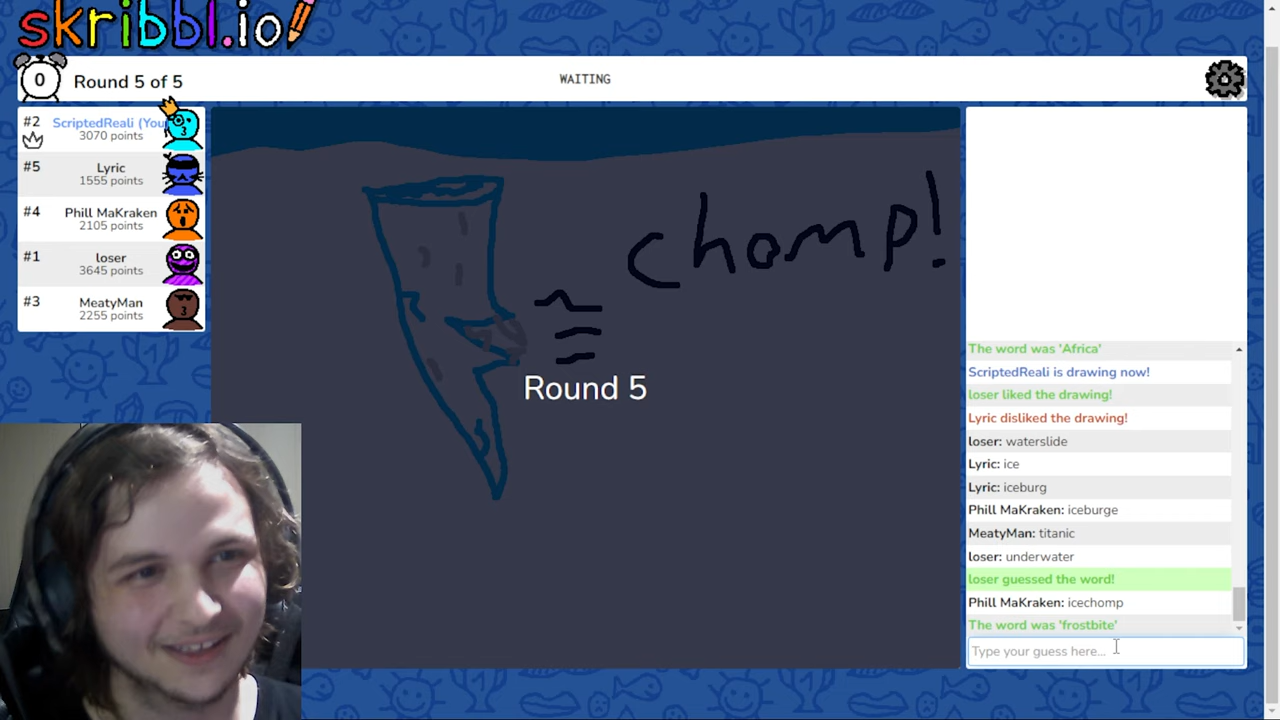 skribbl.io
0
Round 5 of 5
WAITING
#2
ScriptedReali (You
3070 points
#5
Lyric
1555 points
#4
Phill MaKraken
2105 points
#1
loser
3645 points
#3
MeatyMan
2255 points
chomp!
Round 5
The word was 'Africa'
ScriptedReali is drawing now!
loser liked the drawing!
Lyric disliked the drawing!
loser: waterslide
Lyric: ice
Lyric: iceburg
Phill MaKraken: iceburge
MeatyMan: titanic
loser: underwater
loser guessed the word!
Phill MaKraken: icechomp
The word was 'frostbite'
Type your guess here...